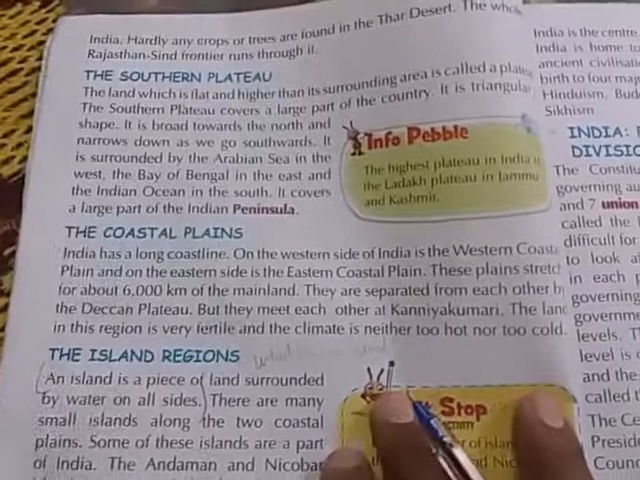 India. Hardly any crops or trees are found in the Thar Desert. The whole
Rajasthan-Sind frontier runs through it.
THE SOUTHERN PLATEAU
The land which is flat and higher than its surrounding area is called a plate
The Southern Plateau covers a large part of the country. It is triangula
shape. It is broad towards the north and
narrows down as we go southwards. It
is surrounded by the Arabian Sea in the
west, the Bay of Bengal in the east and
the Indian Ocean in the south. It covers
a large part of the Indian Peninsula.
Info Pebble
The highest plateau in India is
the Ladakh plateau in Jammu
and Kashmir.
THE COASTAL PLAINS
India has a long coastline. On the western side of India is the Western Coasta
Plain and on the eastern side is the Eastern Coastal Plain. These plains stretch
for about 6,000 km of the mainland. They are separated from each other b
the Deccan Plateau. But they meet each other at Kanniyakumari. The land
in this region is very fertile and the climate is neither too hot nor too cold.
THE ISLAND REGIONS
An island is a piece of land surrounded
by water on all sides. There are many
small islands along the two coastal
plains. Some of these islands are a part
of India. The Andaman and Nicobar
Stop
of islan
nd Nic
India is the centre
India is home to
ancient civilisati
birth to four maj
Hinduism, Bud
Sikhism
INDIA:
DIVISIO
The Constitu
governing an
and 7 union
called the
difficult for
to look a
in each p
governing
governme
levels. T
level is
and the
called t
The Ce
Presid
Counc